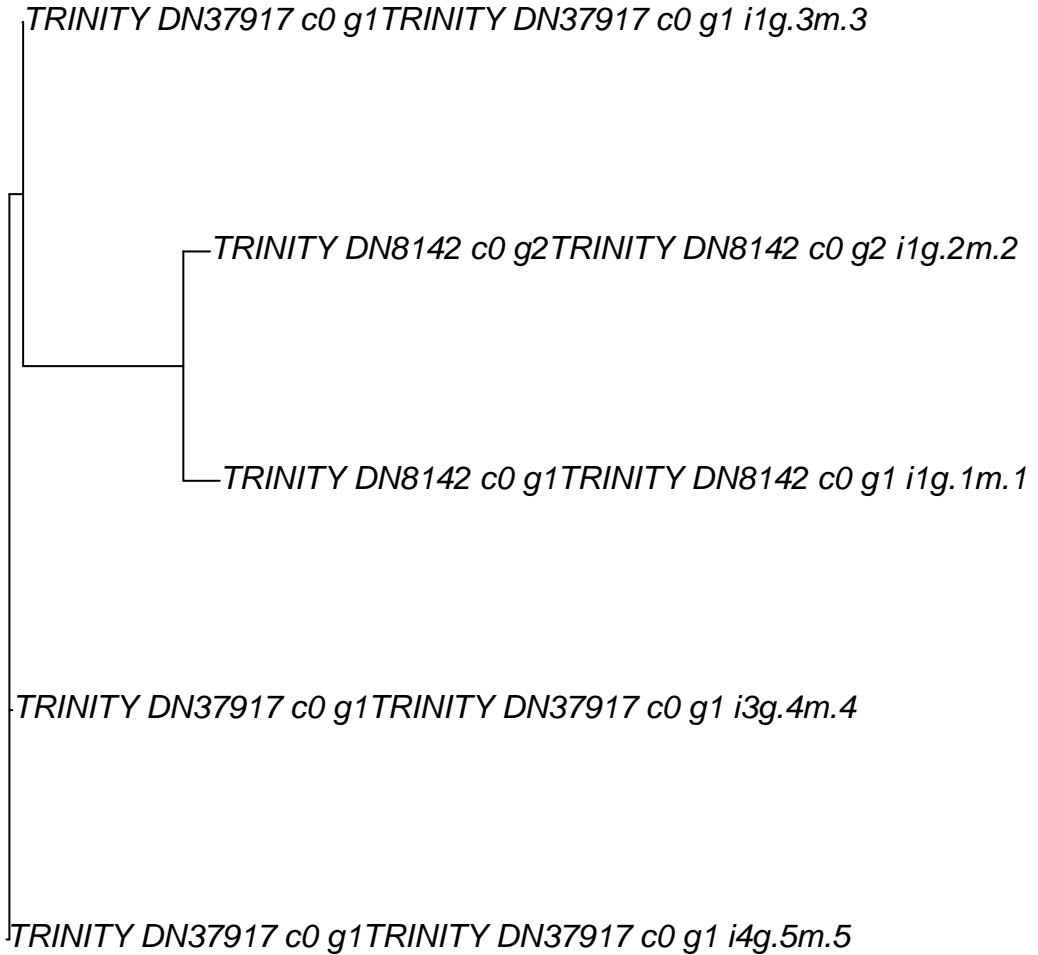 TRINITY DN37917 c0 g1TRINITY DN37917 c0 g1 i1g.3m.3
TRINITY DN8142 c0 g2TRINITY DN8142 c0 g2 i1g.2m.2
TRINITY DN8142 c0 g1TRINITY DN8142 c0 g1 i1g.1m.1
TRINITY DN37917 c0 g1TRINITY DN37917 c0 g1 i3g.4m.4
TRINITY DN37917 c0 g1TRINITY DN37917 c0 g1 i4g.5m.5